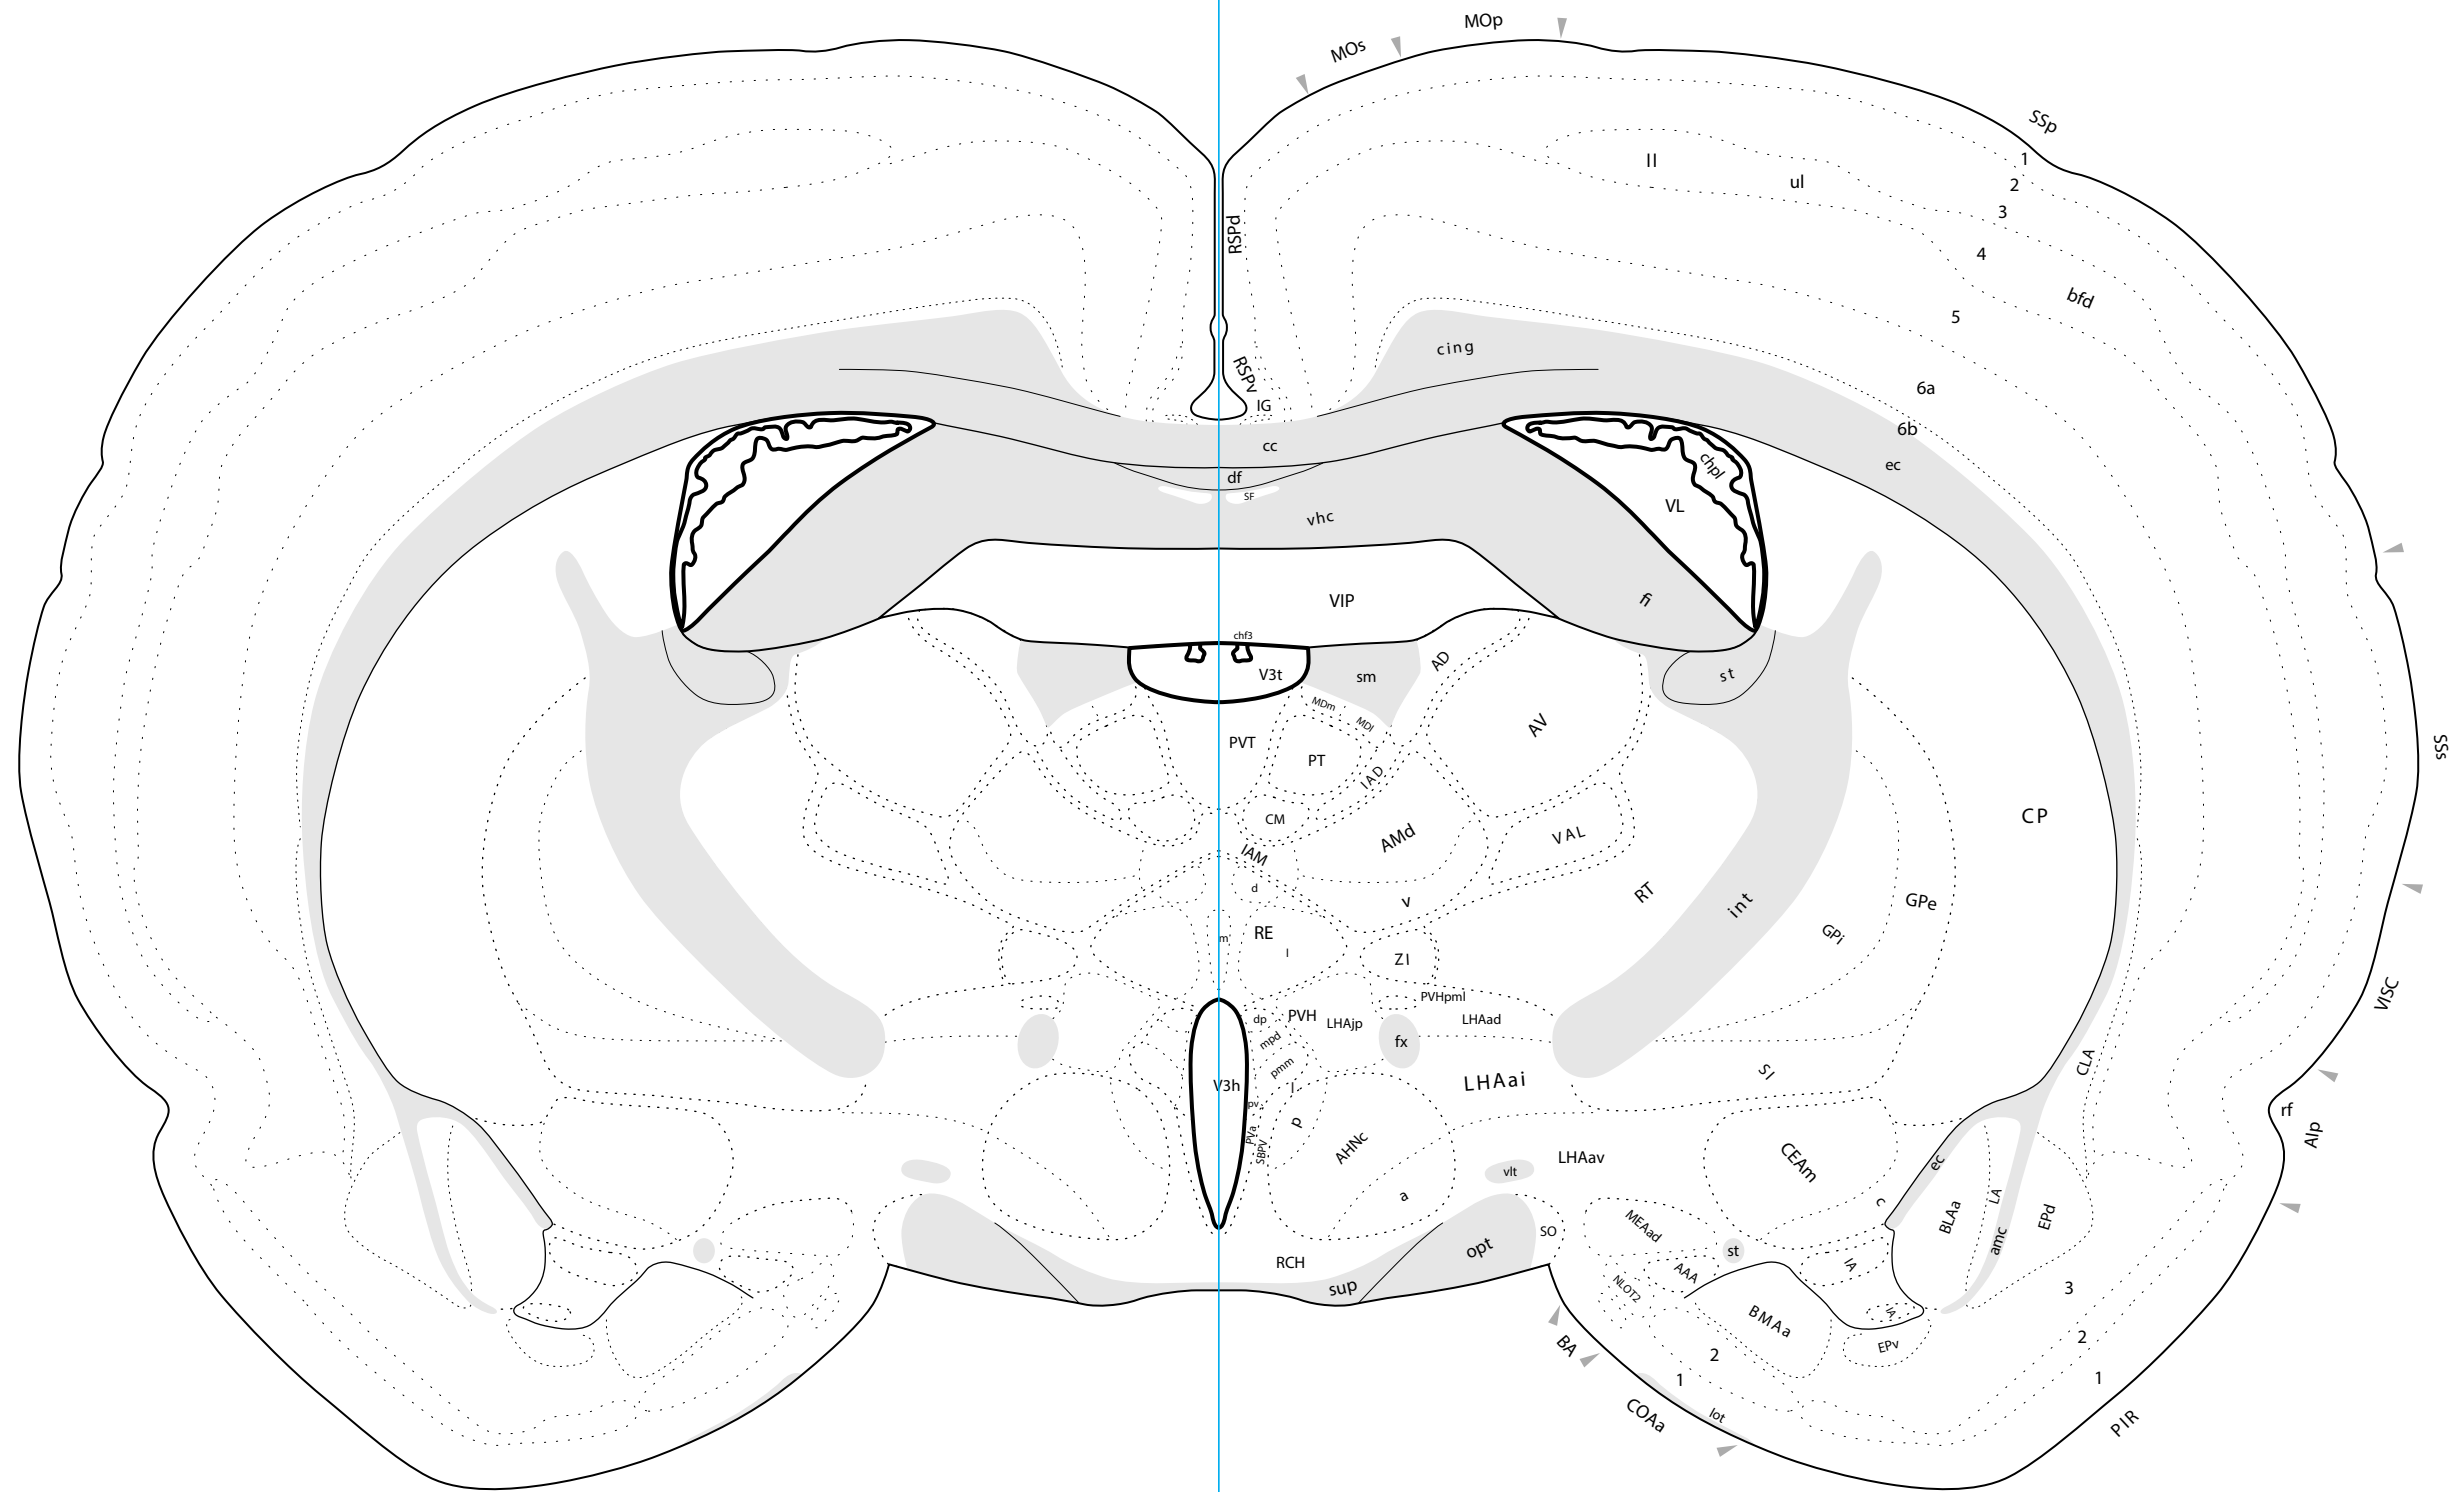 MOp
MOs
SSp
1
ll
2
ul
3
RSPd
4
bfd
5
cing
RSPv
6a
IG
6b
cc
ec
chpl
df
SF
VL
vhc
fi
VIP
chf3
AD
V3t
sm
st
MDm
MDl
AV
PVT
SSs
PT
IAD
CP
CM
AMd
VAL
IAM
d
RT
v
int
GPe
RE
m
GPi
l
ZI
PVHpml
VISC
dp
PVH
LHAjp
LHAad
mpd
fx
CLA
pmm
SI
V3h
LHAai
l
pv
rf
p
PVa
AIp
AHNc
SBPV
LHAav
CEAm
ec
vlt
a
LA
c
BLAa
EPd
MEAad
SO
amc
opt
st
RCH
IA
AAA
sup
NLOT2
3
IA
BMAa
2
BA
EPv
2
1
1
COAa
lot
PIR